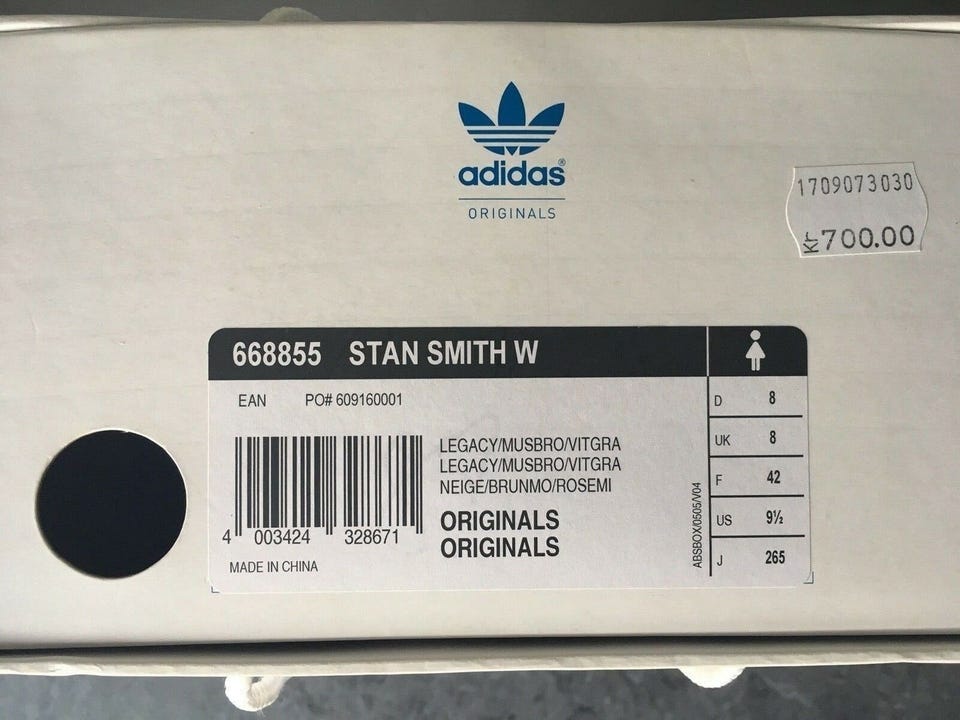 adidas®
ORIGINALS
1709073030
Kr700.00
668855 STAN SMITH W
EAN PO# 609160001
LEGACY/MUSBRO/VITGRA
LEGACY/MUSBRO/VITGRA
NEIGE/BRUNMO/ROSEMI
ORIGINALS
ORIGINALS
4 003424 328671
MADE IN CHINA
ABSBOX/0505/V04
D 8
UK 8
F 42
US 9½
J 265